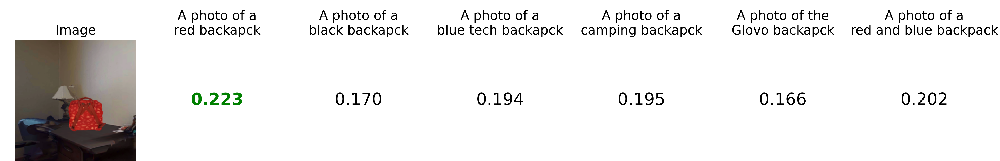 Image
A photo of a
red backapck
A photo of a
black backapck
A photo of a
blue tech backapck
A photo of a
camping backapck
A photo of the
Glovo backapck
A photo of a
red and blue backpack
0.223
0.170
0.194
0.195
0.166
0.202